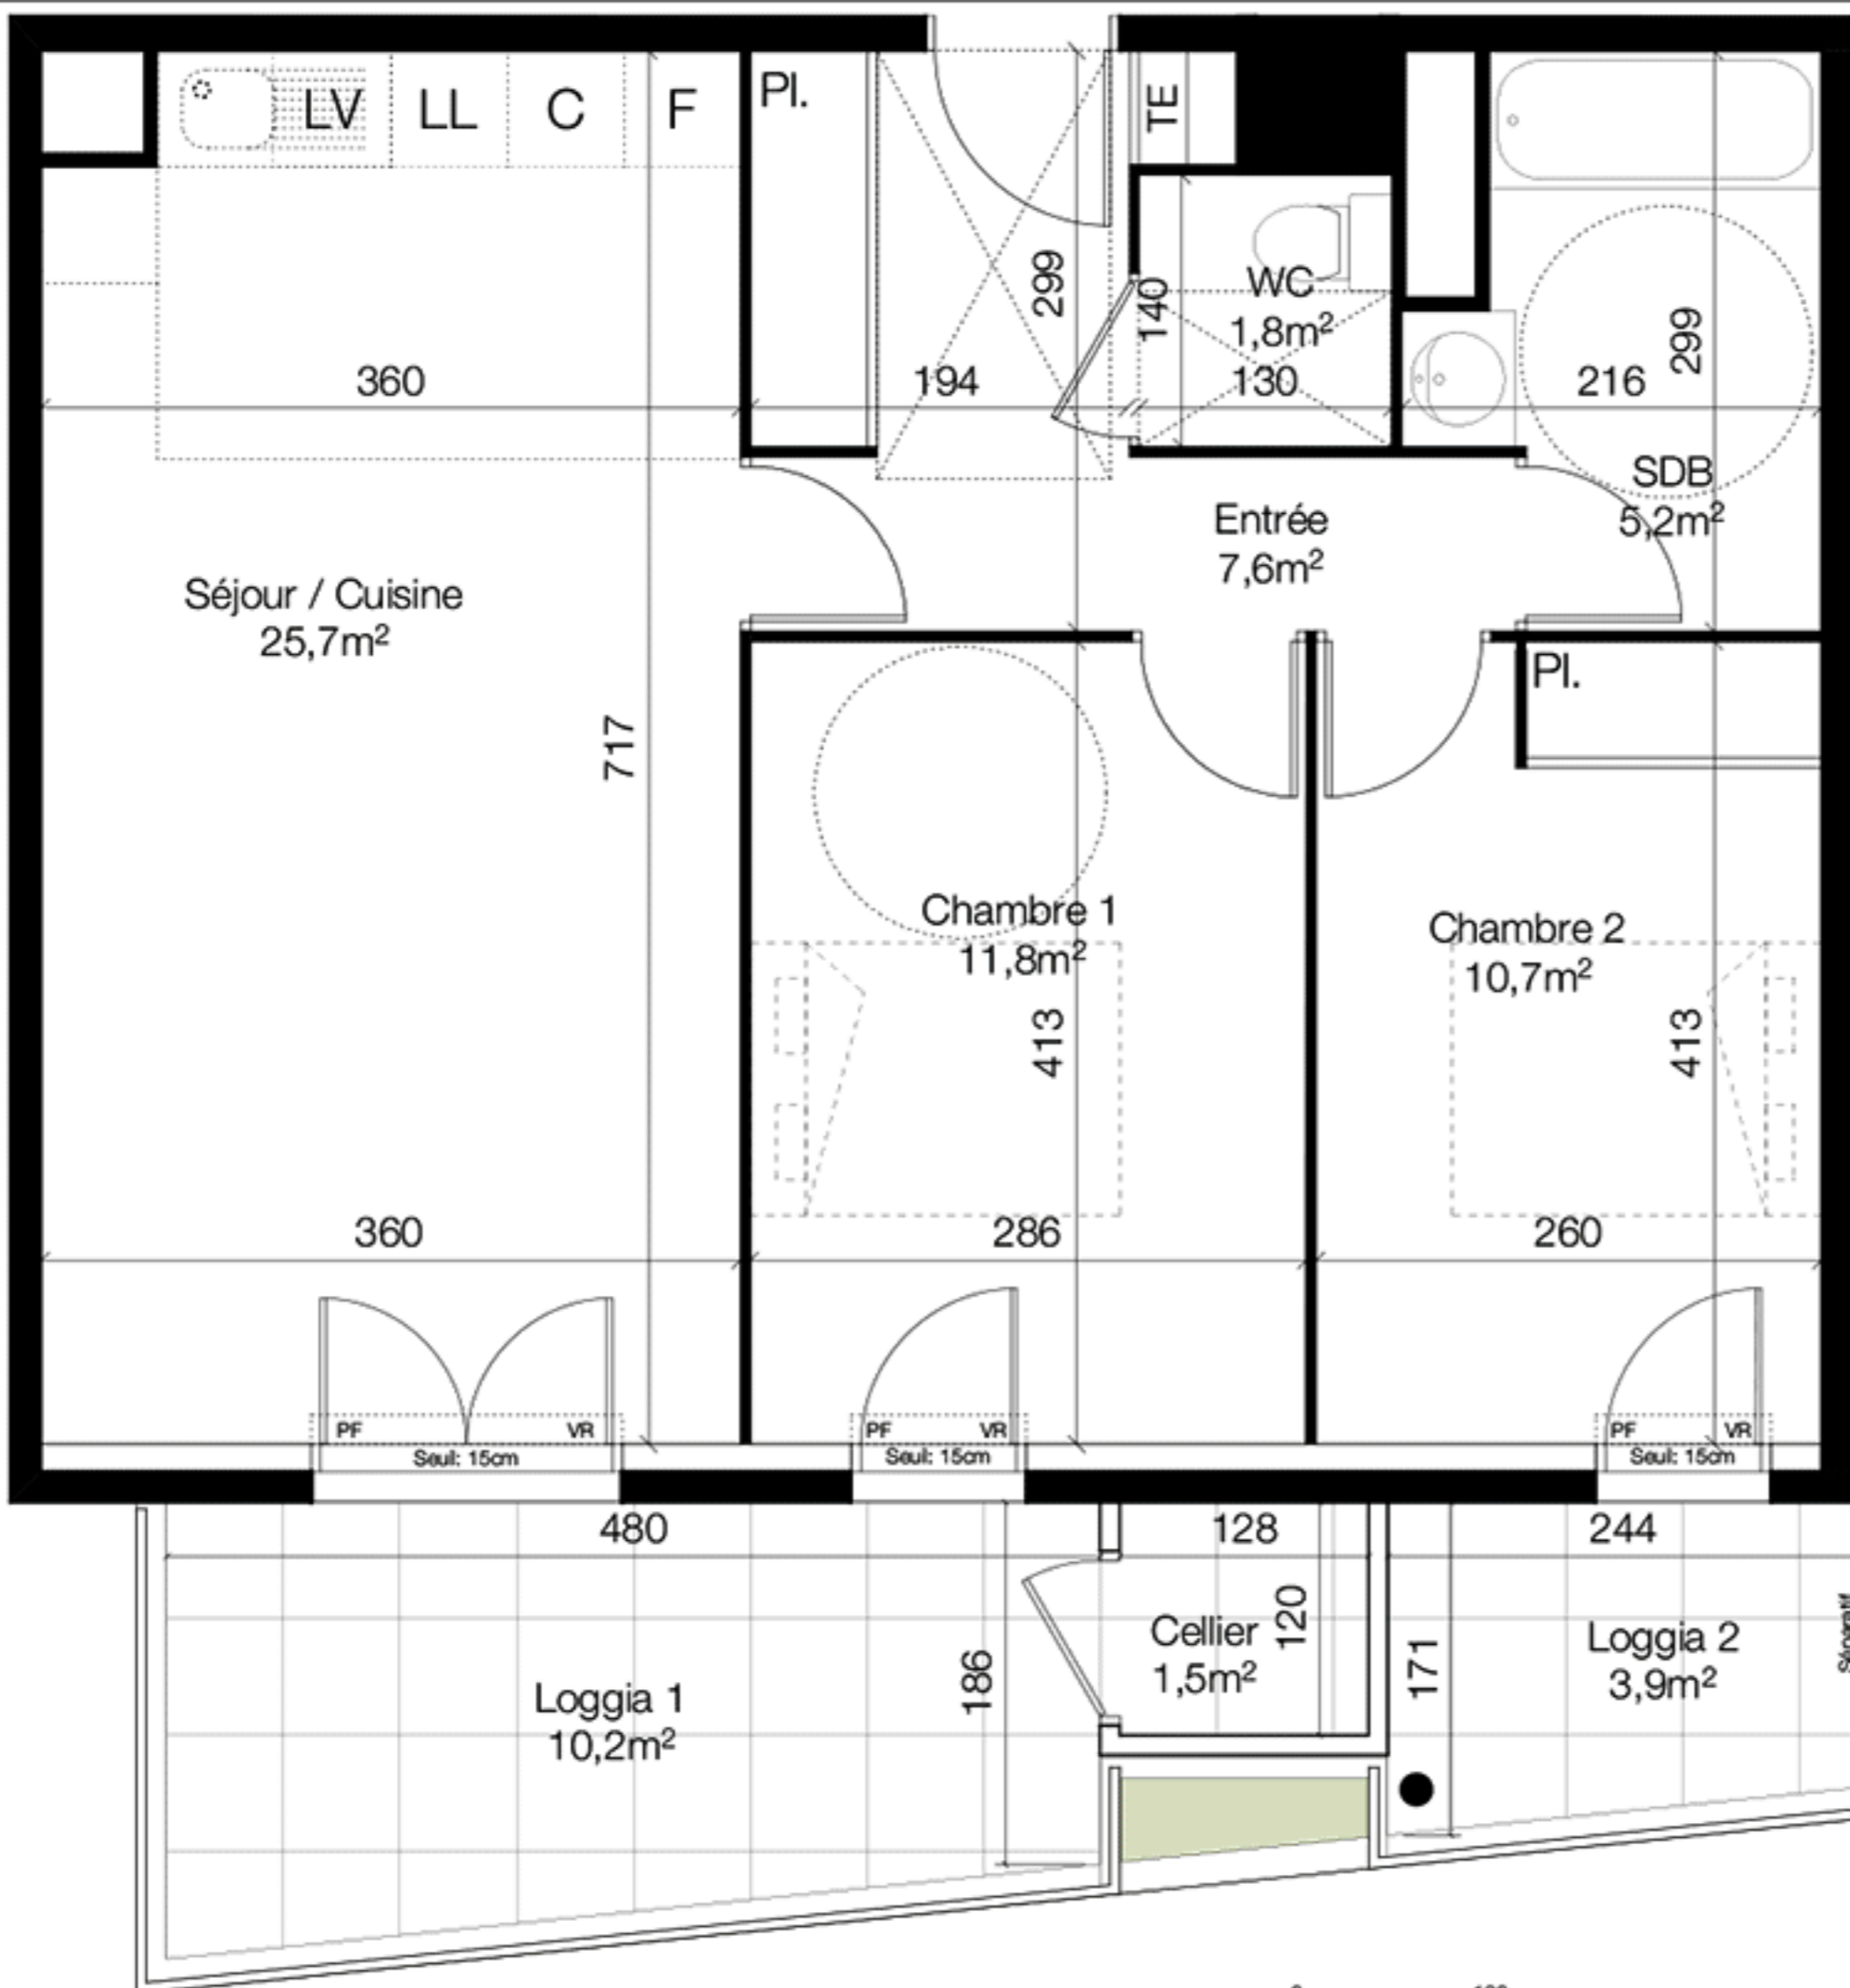 LV LL C F
Pl.
TE
299
WC
1,8m²
140
299
360
194
130
216
SDB
5,2m²
Entrée
7,6m²
Séjour / Cuisine
25,7m²
Pl.
717
Chambre 1
11,8m²
Chambre 2
10,7m²
413
413
360
286
260
PF VR
Seuil: 15cm
PF VR
Seuil: 15cm
PF VR
Seuil: 15cm
480
128
244
120
Cellier
1,5m²
186
171
Loggia 2
3,9m²
Séparatif
Loggia 1
10,2m²